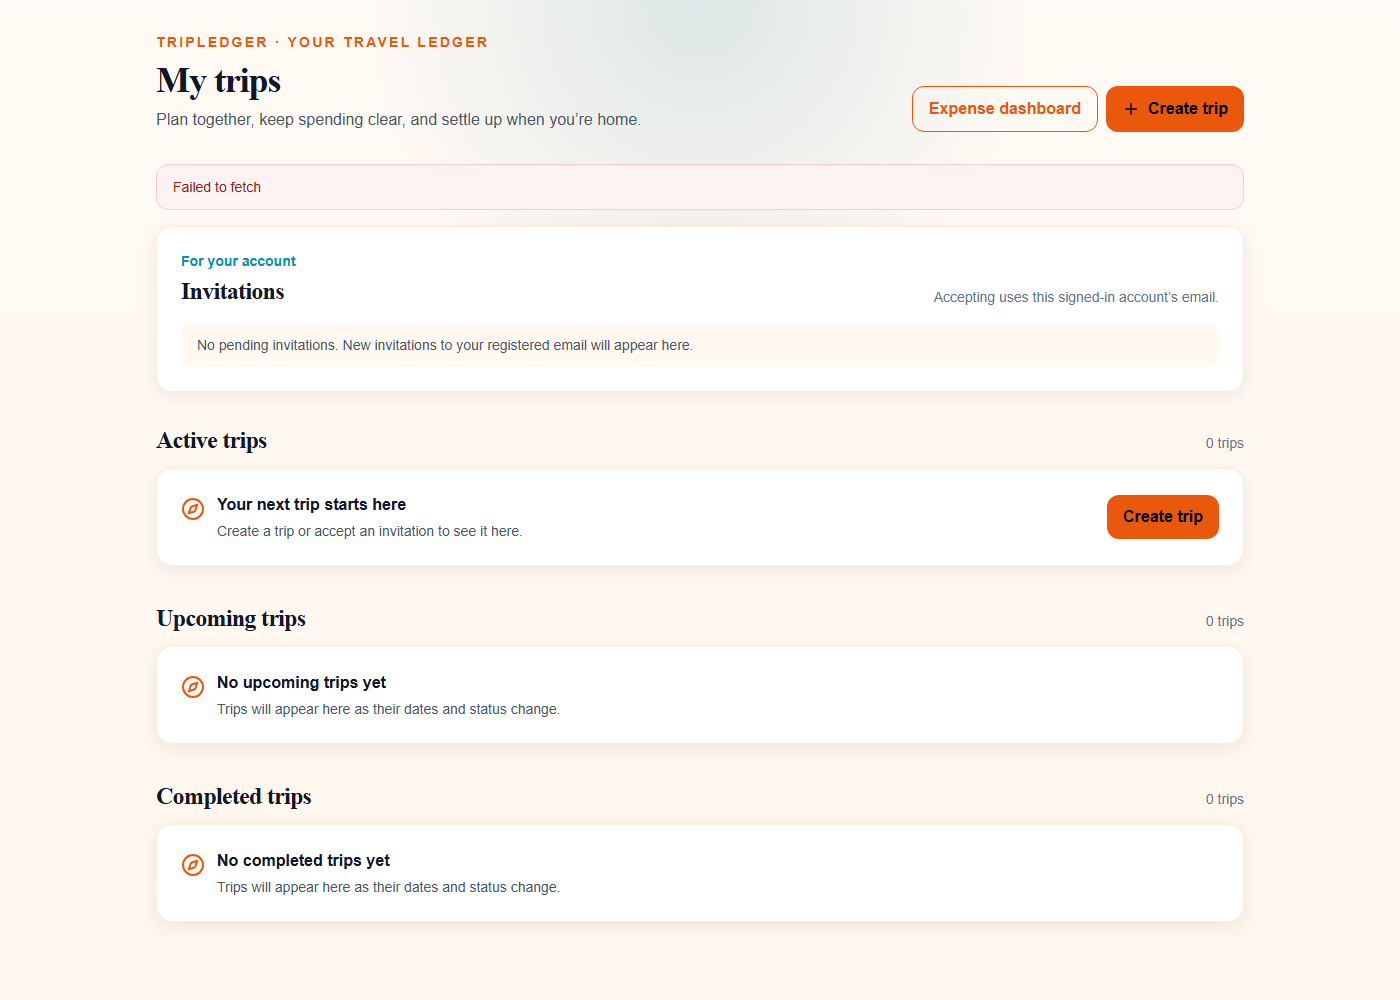 TRIPLEDGER · YOUR TRAVEL LEDGER
My trips
Plan together, keep spending clear, and settle up when you’re home.
Expense dashboard
Create trip
Failed to fetch
For your account
Invitations
Accepting uses this signed-in account’s email.
No pending invitations. New invitations to your registered email will appear here.
Active trips
0 trips
Your next trip starts here
Create a trip or accept an invitation to see it here.
Create trip
Upcoming trips
0 trips
No upcoming trips yet
Trips will appear here as their dates and status change.
Completed trips
0 trips
No completed trips yet
Trips will appear here as their dates and status change.